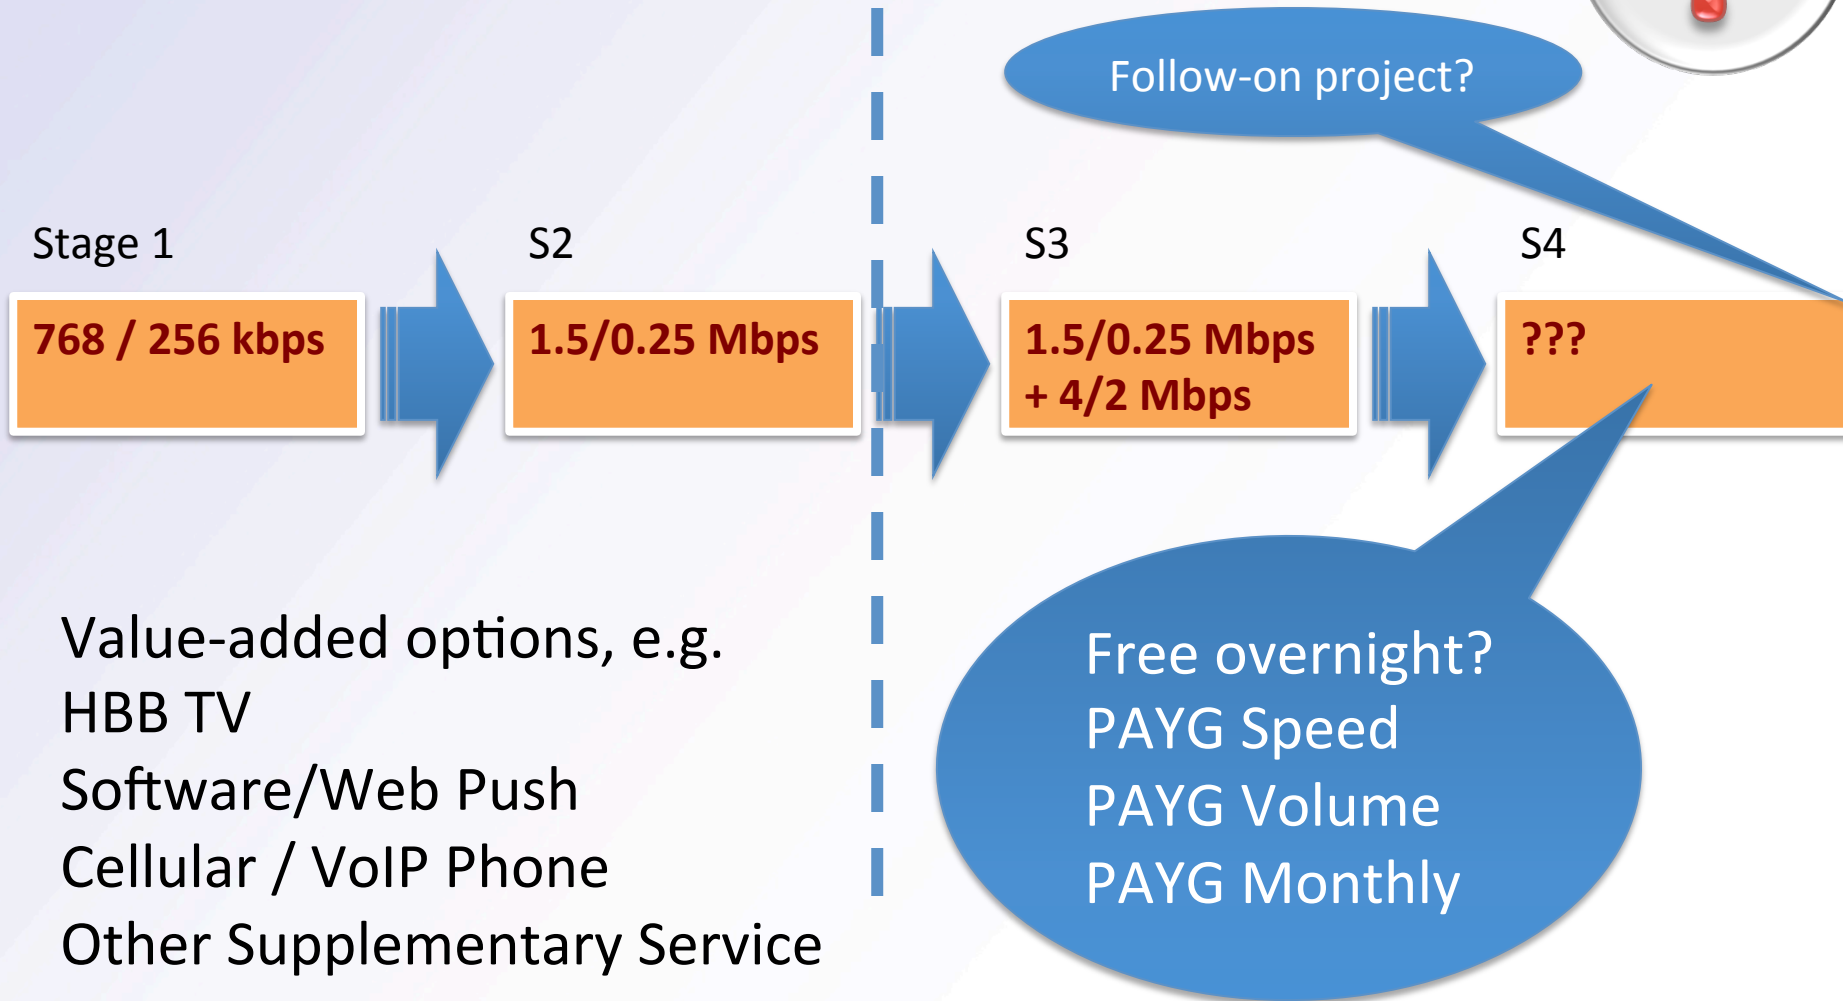 Follow-on project?
Stage 1
S2
S3
S4
768 / 256 kbps
1.5/0.25 Mbps
1.5/0.25 Mbps
+ 4/2 Mbps
???
Value-added options, e.g.
HBB TV
Software/Web Push
Cellular / VoIP Phone
Other Supplementary Service
Free overnight?
PAYG Speed
PAYG Volume
PAYG Monthly